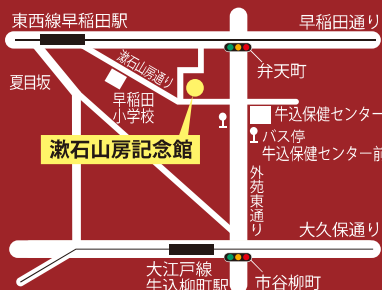 東西線早稲田駅
早稲田通り
漱石山房通り
弁天町
夏目坂
早稲田
小学校
牛込保健センター
バス停
牛込保健センター前
漱石山房記念館
外苑東通り
大久保通り
大江戸線
牛込柳町駅
市谷柳町